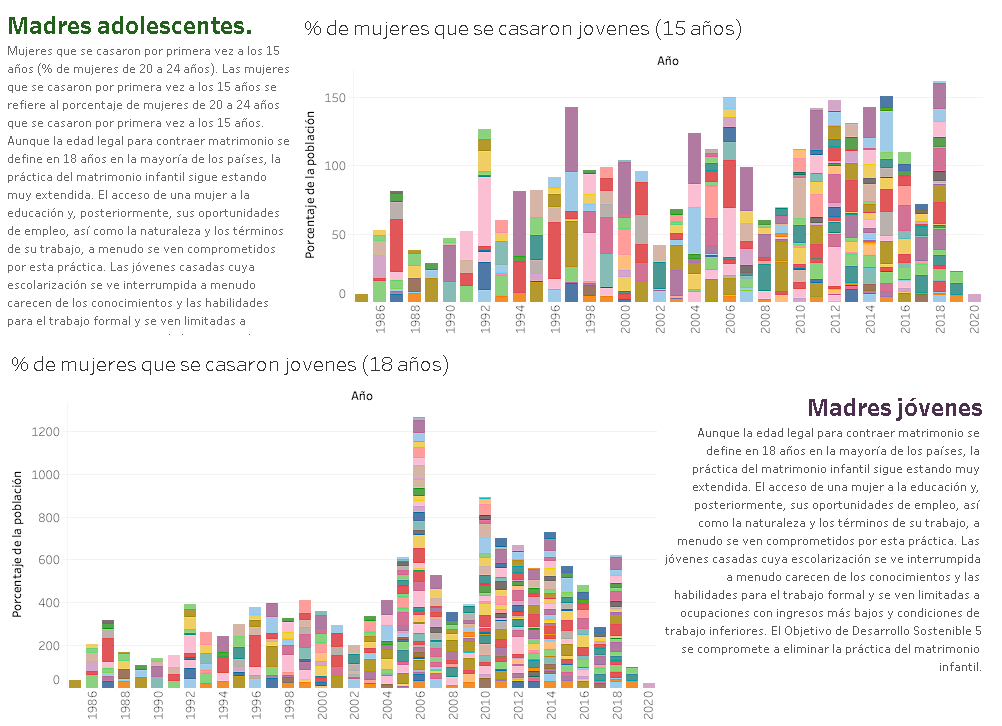 Madres adolescentes.
Mujeres que se casaron por primera vez a los 15
años (% de mujeres de 20 a 24 años). Las mujeres
que se casaron por primera vez a los 15 años se
refiere al porcentaje de mujeres de 20 a 24 años
que se casaron por primera vez a los 15 años.
Aunque la edad legal para contraer matrimonio se
define en 18 años en la mayoría de los países, la
práctica del matrimonio infantil sigue estando
muy extendida. El acceso de una mujer a la
educación y, posteriormente, sus oportunidades
de empleo, así como la naturaleza y los términos
de su trabajo, a menudo se ven comprometidos
por esta práctica. Las jóvenes casadas cuya
escolarización se ve interrumpida a menudo
carecen de los conocimientos y las habilidades
para el trabajo formal y se ven limitadas a
% de mujeres que se casaron jovenes (15 años)
Año
Porcentaje de la población
150
100
50
0
1986 1988 1990 1992 1994 1996 1998 2000 2002 2004 2006 2008 2010 2012 2014 2016 2018 2020
% de mujeres que se casaron jovenes (18 años)
Año
Porcentaje de la población
1200
1000
800
600
400
200
0
1986 1988 1990 1992 1994 1996 1998 2000 2002 2004 2006 2008 2010 2012 2014 2016 2018 2020
Madres jóvenes
Aunque la edad legal para contraer matrimonio se
define en 18 años en la mayoría de los países, la
práctica del matrimonio infantil sigue estando muy
extendida. El acceso de una mujer a la educación y,
posteriormente, sus oportunidades de empleo, así
como la naturaleza y los términos de su trabajo, a
menudo se ven comprometidos por esta práctica. Las
jóvenes casadas cuya escolarización se ve interrumpida
a menudo carecen de los conocimientos y las
habilidades para el trabajo formal y se ven limitadas a
ocupaciones con ingresos más bajos y condiciones de
trabajo inferiores. El Objetivo de Desarrollo Sostenible 5
se compromete a eliminar la práctica del matrimonio
infantil.